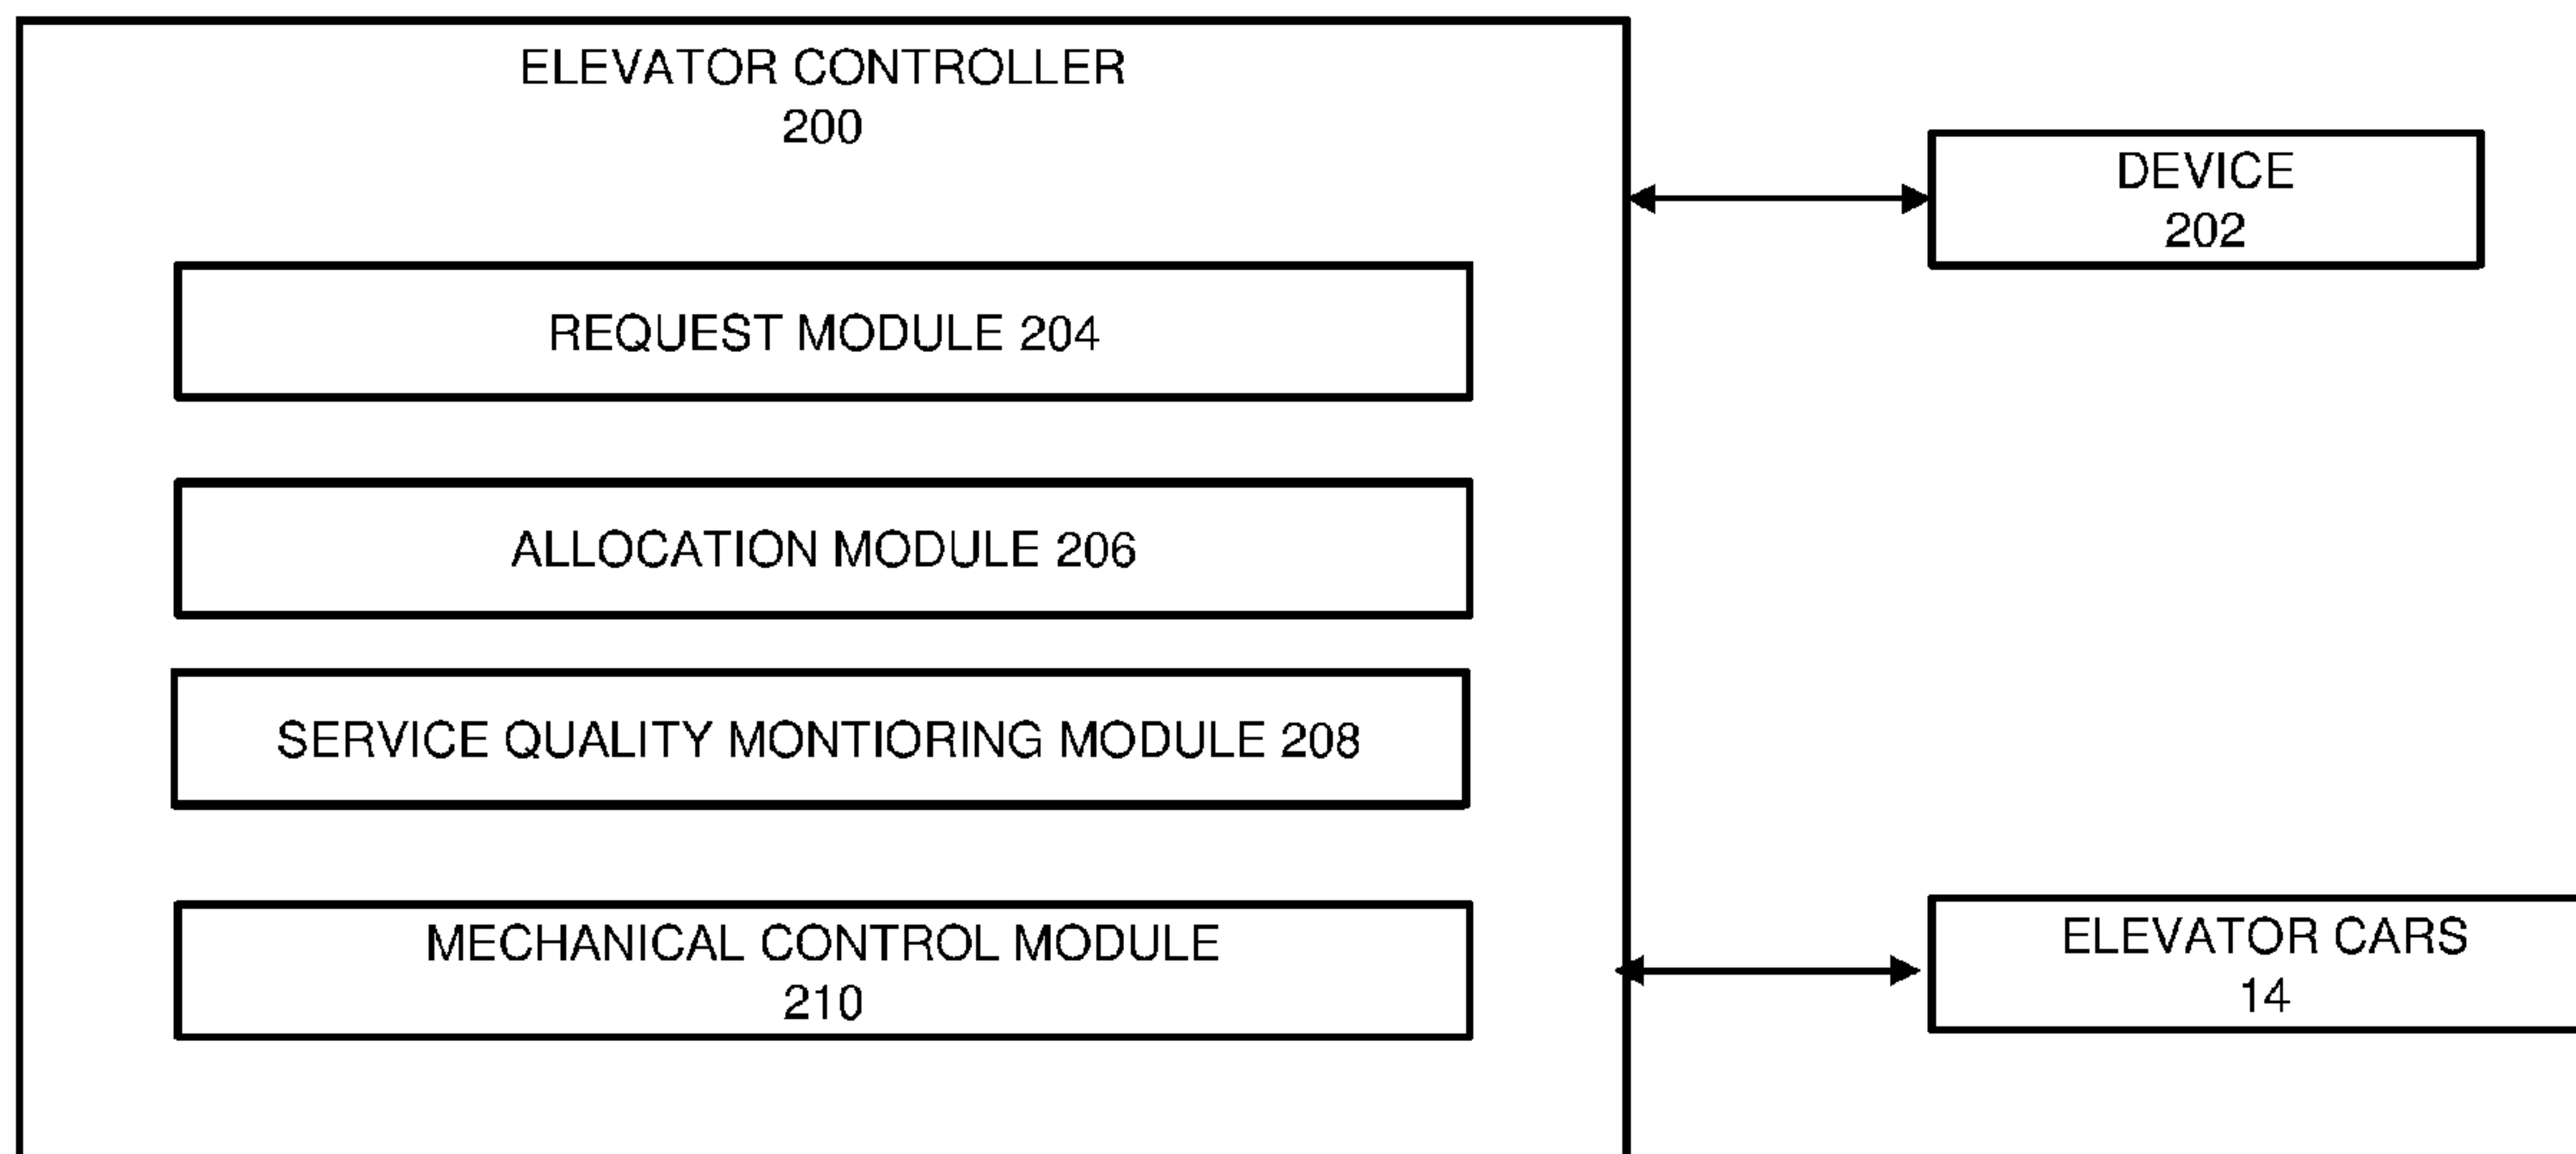 ELEVATOR CONTROLLER
200
DEVICE
202
REQUEST MODULE 204
ALLOCATION MODULE 206
SERVICE QUALITY MONTIORING MODULE 208
MECHANICAL CONTROL MODULE
210
ELEVATOR CARS
14